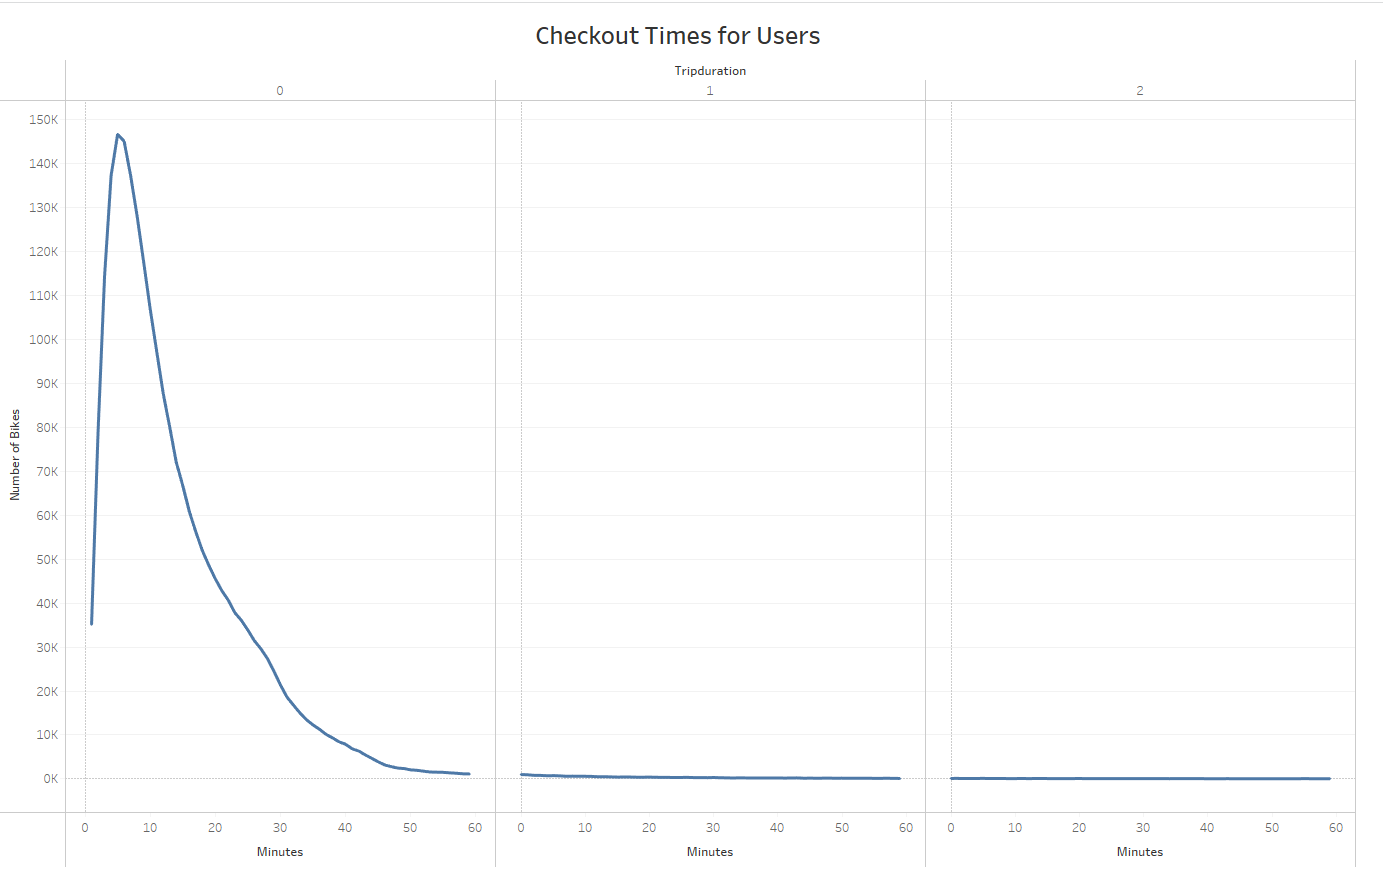 Checkout Times for Users
Tripduration
0 1 2
150K
140K
130K
120K
110K
100K
90K
80K
70K
60K
50K
40K
30K
20K
10K
0K
Number of Bikes
0 10 20 30 40 50 60 0 10 20 30 40 50 60 0 10 20 30 40 50 60
Minutes Minutes Minutes